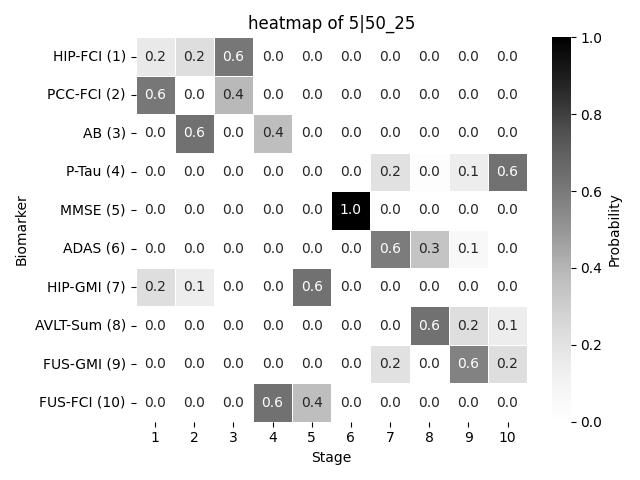 heatmap of 5|50_25
HIP-FCI (1) 0.2 0.2 0.6 0.0 0.0 0.0 0.0 0.0 0.0 0.0
PCC-FCI (2) 0.6 0.0 0.4 0.0 0.0 0.0 0.0 0.0 0.0 0.0
AB (3) 0.0 0.6 0.0 0.4 0.0 0.0 0.0 0.0 0.0 0.0
P-Tau (4) 0.0 0.0 0.0 0.0 0.0 0.0 0.2 0.0 0.1 0.6
MMSE (5) 0.0 0.0 0.0 0.0 0.0 1.0 0.0 0.0 0.0 0.0
ADAS (6) 0.0 0.0 0.0 0.0 0.0 0.0 0.6 0.3 0.1 0.0
HIP-GMI (7) 0.2 0.1 0.0 0.0 0.6 0.0 0.0 0.0 0.0 0.0
AVLT-Sum (8) 0.0 0.0 0.0 0.0 0.0 0.0 0.0 0.6 0.2 0.1
FUS-GMI (9) 0.0 0.0 0.0 0.0 0.0 0.0 0.2 0.0 0.6 0.2
FUS-FCI (10) 0.0 0.0 0.0 0.6 0.4 0.0 0.0 0.0 0.0 0.0
1 2 3 4 5 6 7 8 9 10
Stage
Biomarker
1.0
0.8
0.6
0.4
0.2
0.0
Probability